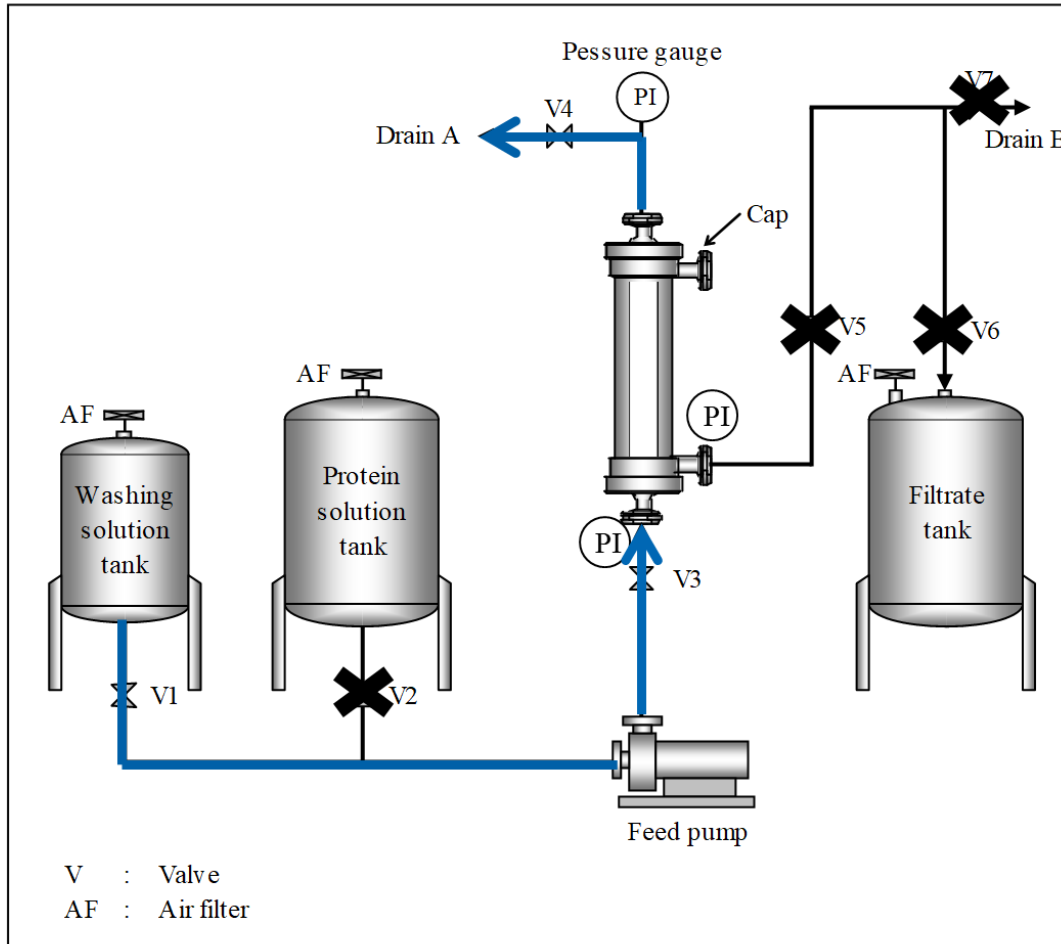 Pessure gauge
PI
V4
V7
Drain A
Drain B
Cap
V5
V6
AF
AF
AF
PI
Washing
solution
tank
Protein
solution
tank
Filtrate
tank
PI
V3
V1
V2
Feed pump
V : Valve
AF : Air filter